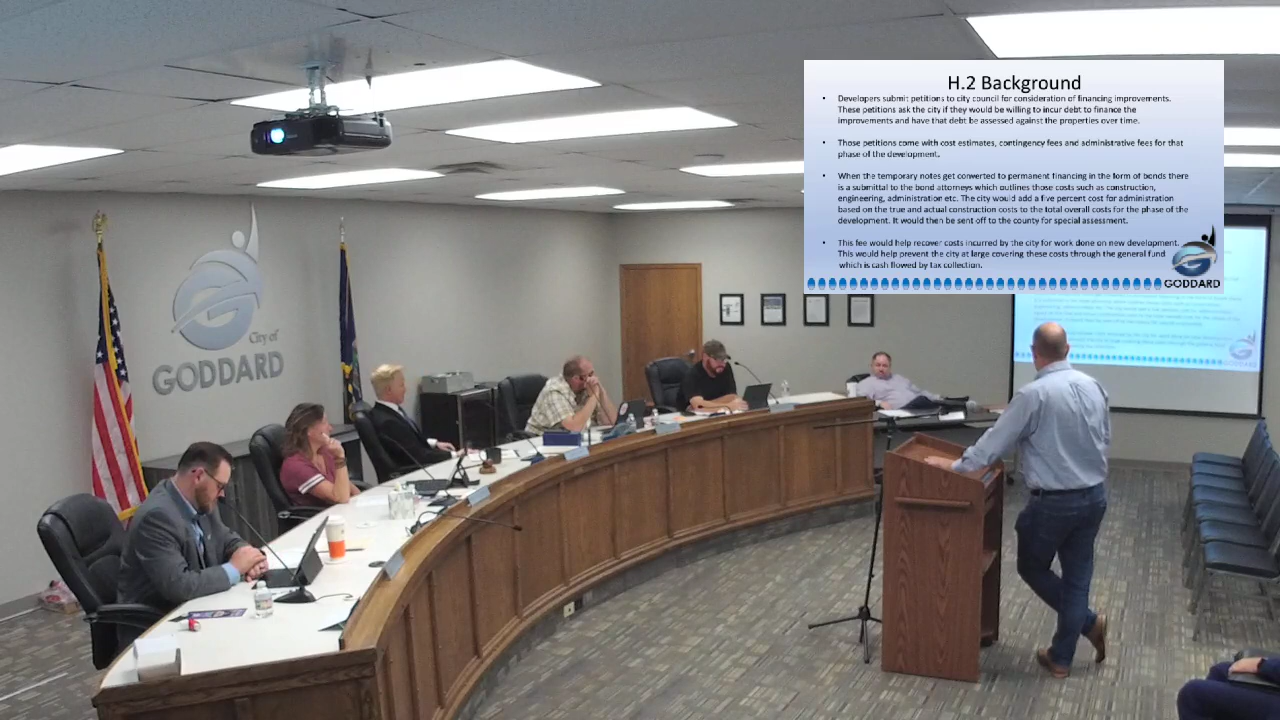 H.2 Background
• Developers submit petitions to city council for consideration of financing improvements.
These petitions ask the city if they would be willing to incur debt to finance the
improvements and have that debt be assessed against the properties over time.
• Those petitions come with cost estimates, contingency fees and administrative fees for that
phase of the development.
• When the temporary notes get converted to permanent financing in the form of bonds there
is a submittal to the bond attorneys which outlines those costs such as construction,
engineering, administration etc. The city would add a five percent cost for administration
based on the true and actual construction costs to the total overall costs for the phase of the
development. It would then be sent off to the county for special assessment.
• This fee would help recover costs incurred by the city for work done on new development.
This would help prevent the city at large covering these costs through the general fund
which is cash flowed by tax collection.
GODDARD
City of
GODDARD